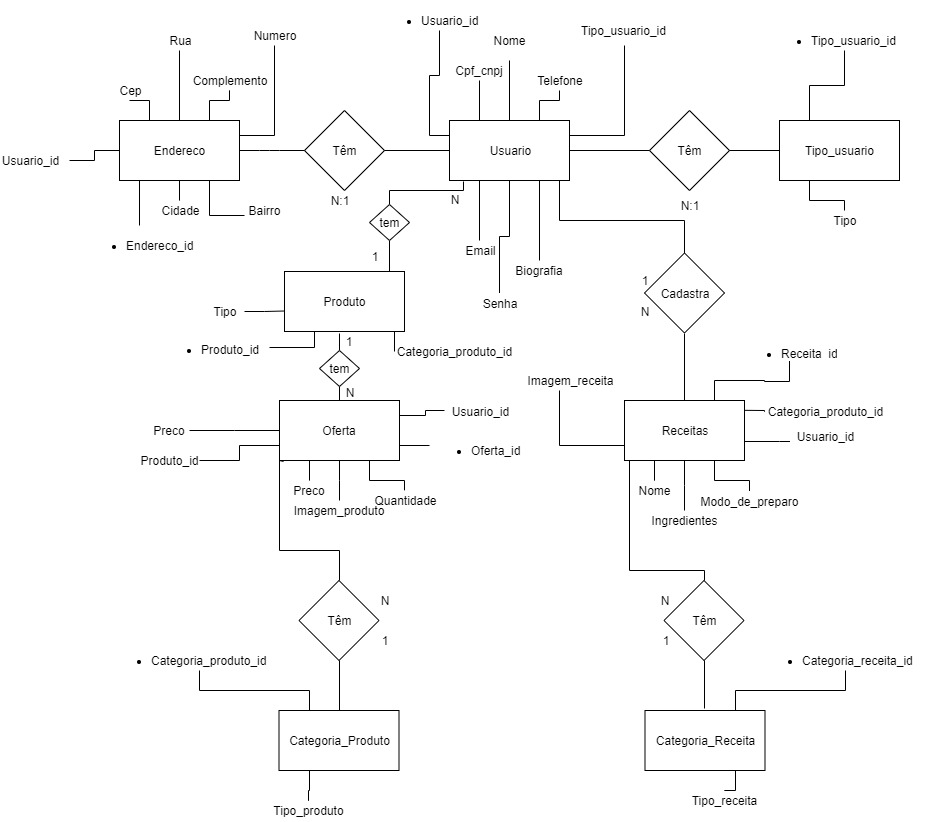 • Usuario_id
Tipo_usuario_id
Numero
Rua
Nome
• Tipo_usuario_id
Cpf_cnpj
Complemento
Telefone
Cep
Endereco
Têm
Usuario
Têm
Tipo_usuario
Usuario_id
N:1
N
N:1
Cidade
Bairro
tem
Tipo
• Endereco_id
1
Email
Biografia
1
Cadastra
Senha
Produto
N
Tipo
1
• Produto_id
Categoria_produto_id
• Receita id
tem
Imagem_receita
N
Usuario_id
Categoria_produto_id
Preco
Oferta
Receitas
Usuario_id
• Oferta_id
Produto_id
Preco
Nome
Quantidade
Modo_de_preparo
Imagem_produto
Ingredientes
N
N
Têm
Têm
1
1
• Categoria_produto_id
• Categoria_receita_id
Categoria_Produto
Categoria_Receita
Tipo_produto
Tipo_receita